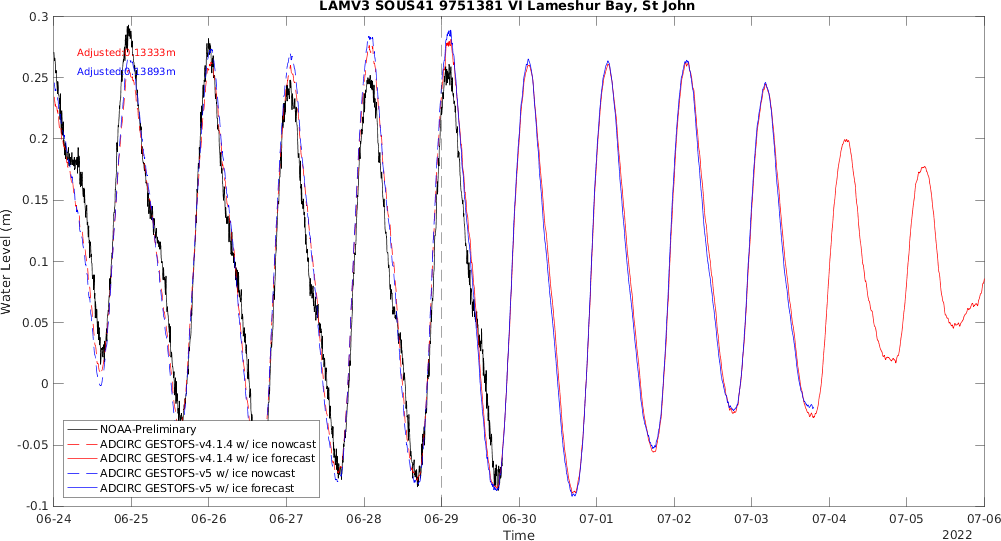 LAMV3 SOUS41 9751381 VI Lameshur Bay, St John
0.3
0.25
0.2
0.15
0.1
0.05
0
-0.05
-0.1
Water Level (m)
Adjusted:0.13333m
Adjusted:0.13893m
NOAA-Preliminary
ADCIRC GESTOFS-v4.1.4 w/ ice nowcast
ADCIRC GESTOFS-v4.1.4 w/ ice forecast
ADCIRC GESTOFS-v5 w/ ice nowcast
ADCIRC GESTOFS-v5 w/ ice forecast
06-24 06-25 06-26 06-27 06-28 06-29 06-30 07-01 07-02 07-03 07-04 07-05 07-06
Time
2022